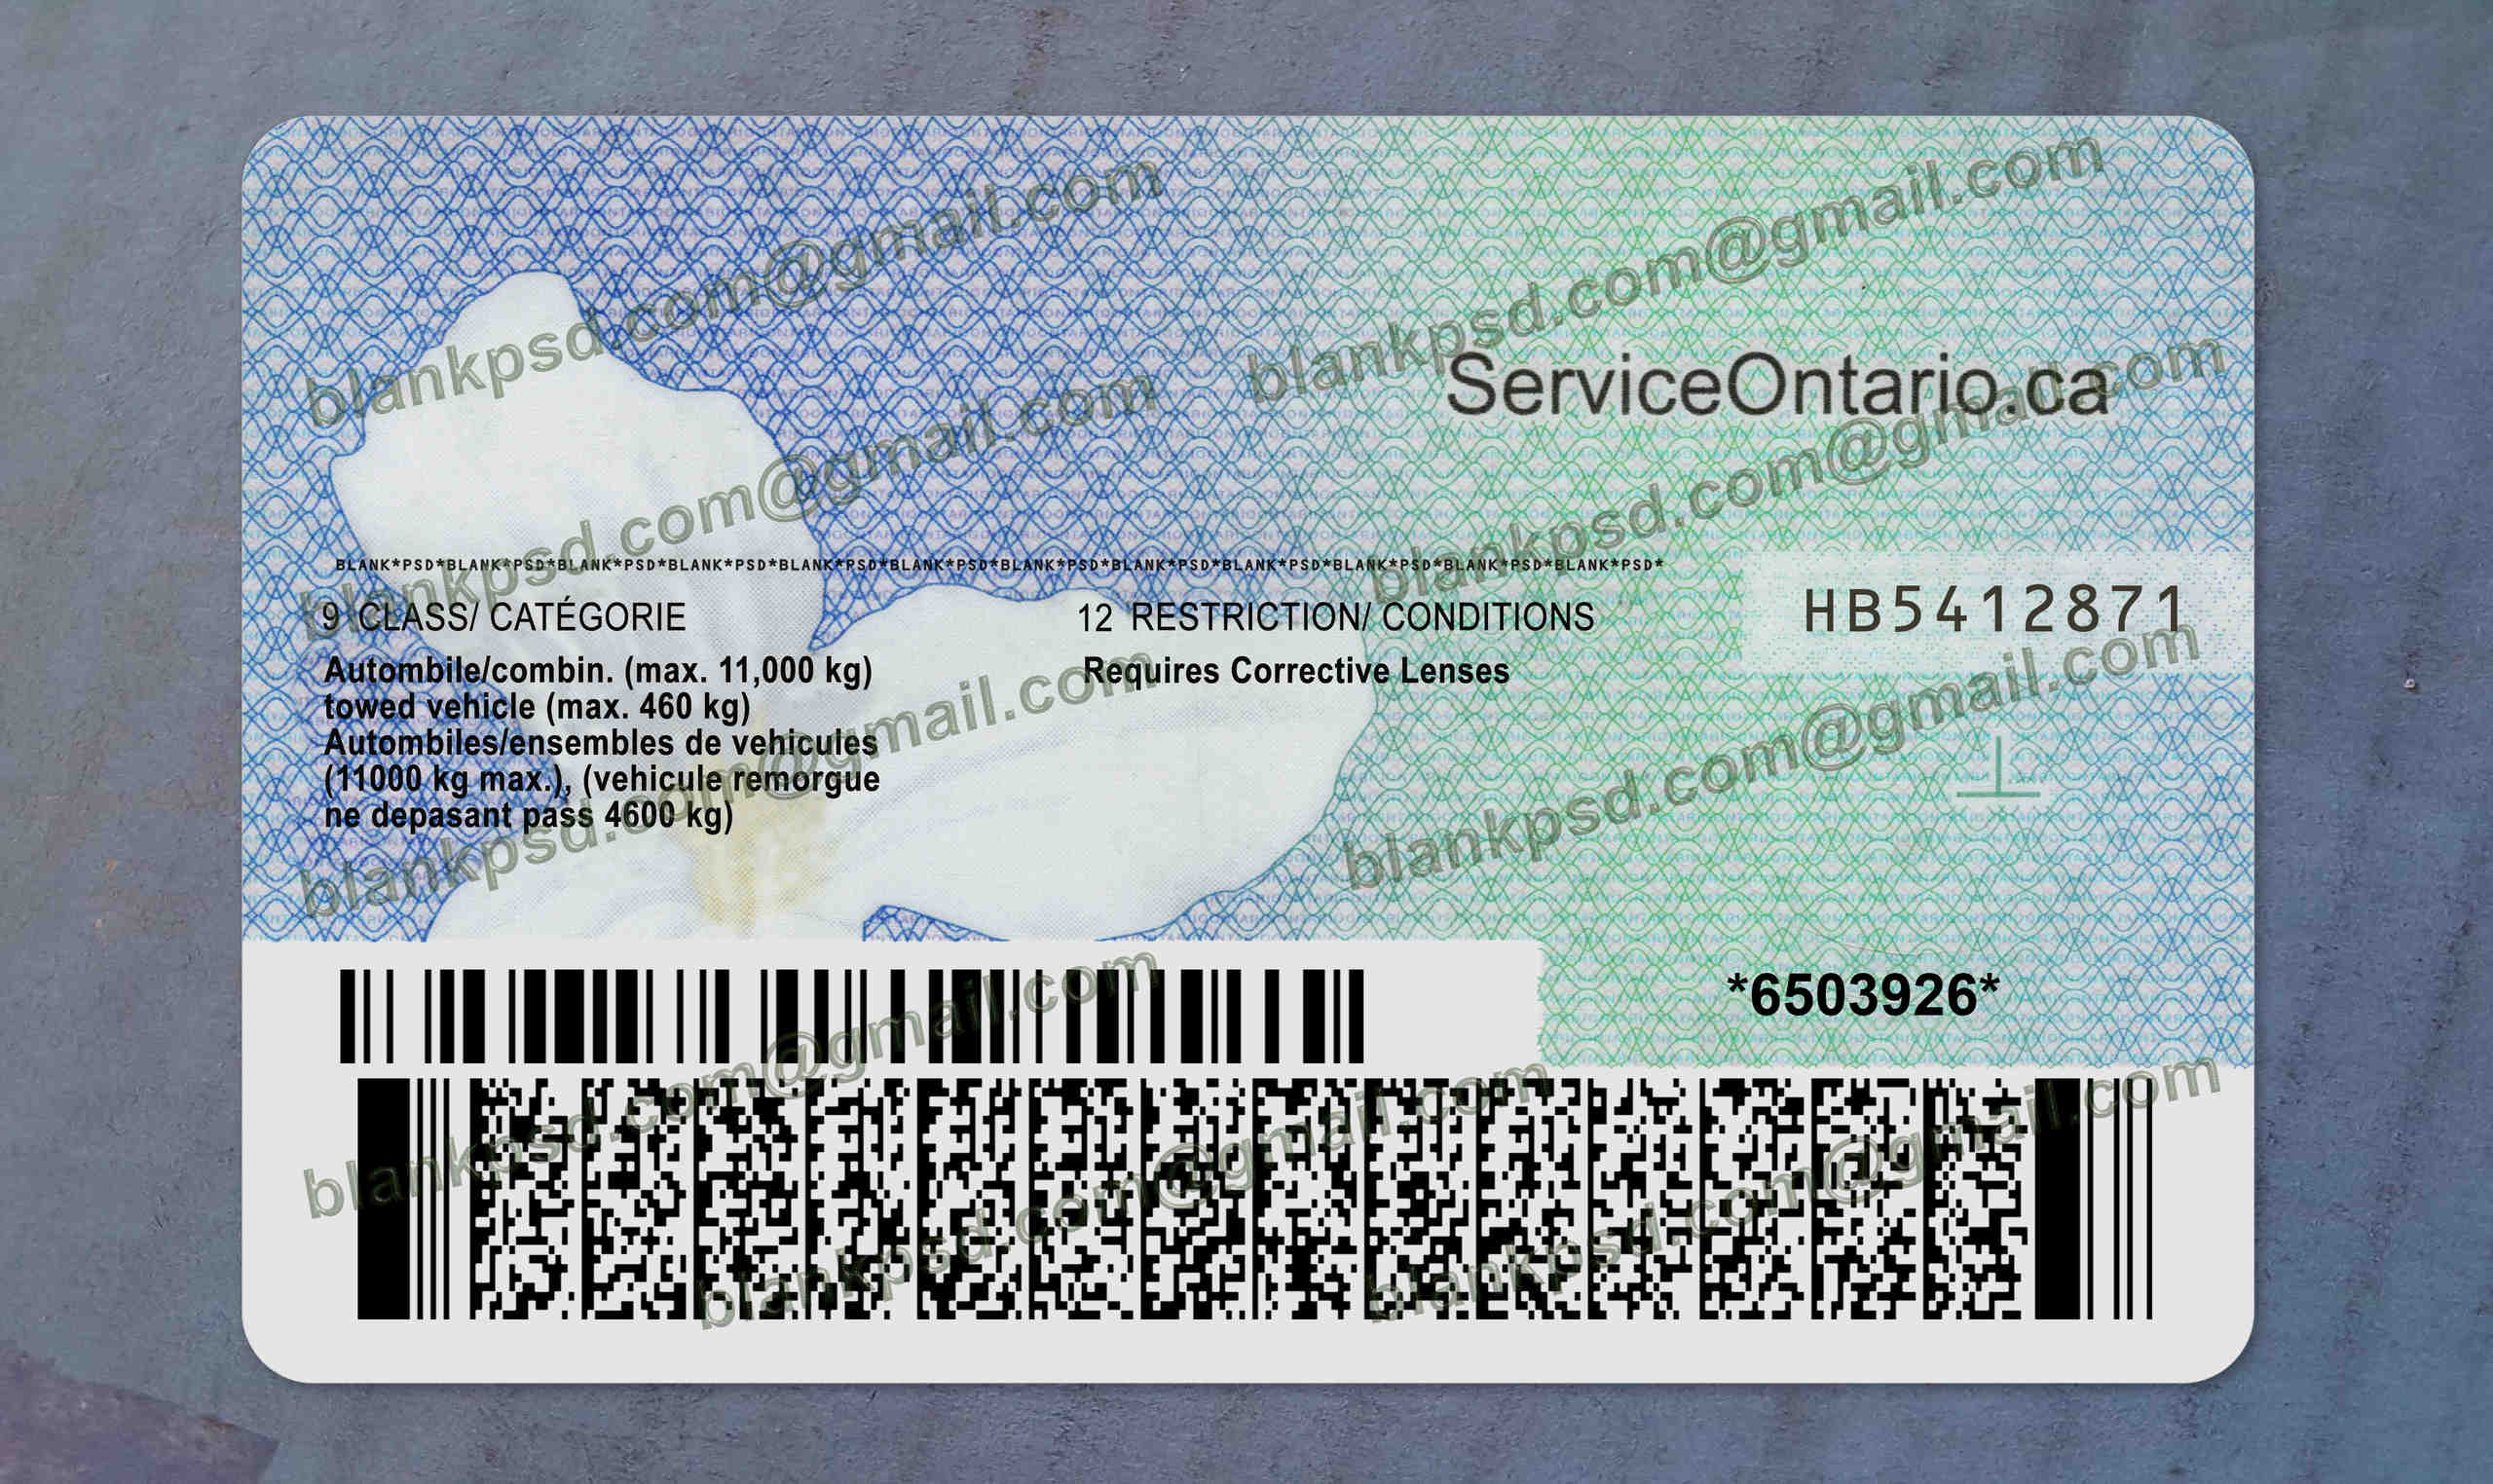 blankpsd.com@gmail.com
blankpsd.com@gmail.com
ServiceOntario.ca
blankpsd.com@gmail.com
blankpsd.com@gmail.com
BLANK*PSD*BLANK*PSD*BLANK*PSD*BLANK*PSD*BLANK*PSD*BLANK*PSD*BLANK*PSD*BLANK*PSD*BLANK*PSD*BLANK*PSD*BLANK*PSD*BLANK*PSD*
9 CLASS/ CATÉGORIE
12 RESTRICTION/ CONDITIONS
HB5412871
Autombile/combin. (max. 11,000 kg)
towed vehicle (max. 460 kg)
Autombiles/ensembles de vehicules
(11000 kg max.), (vehicule remorgue
ne depasant pass 4600 kg)
Requires Corrective Lenses
blankpsd.com@gmail.com
blankpsd.com@gmail.com
*6503926*
blankpsd.com@gmail.com
blankpsd.com@gmail.com
blankpsd.com@gmail.com